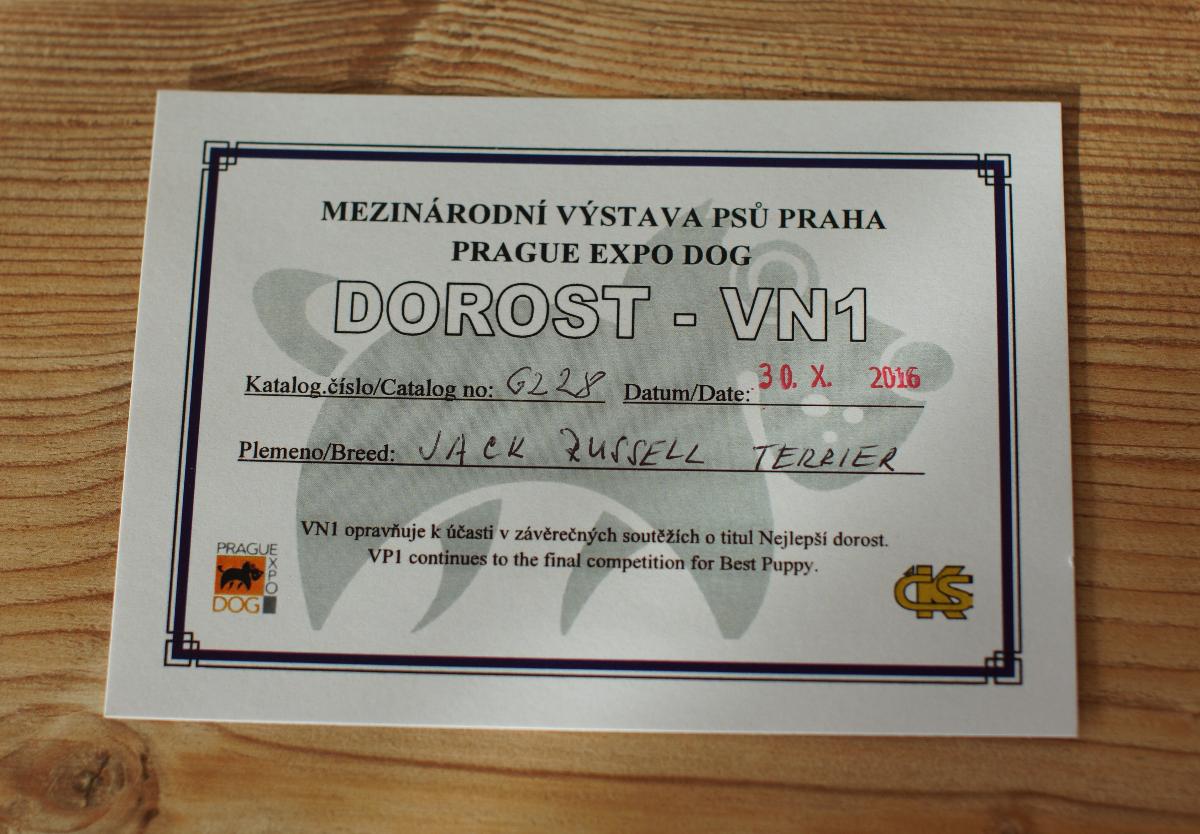 MEZINÁRODNÍ VÝSTAVA PSŮ PRAHA
PRAGUE EXPO DOG
DOROST - VN1
Katalog.číslo/Catalog no: G228 Datum/Date: 30. X. 2016
Plemeno/Breed: JACK RUSSELL TERRIER
VN1 opravňuje k účasti v závěrečných soutěžích o titul Nejlepší dorost.
VP1 continues to the final competition for Best Puppy.
PRAGUE
EXPO
DOG
ČKS